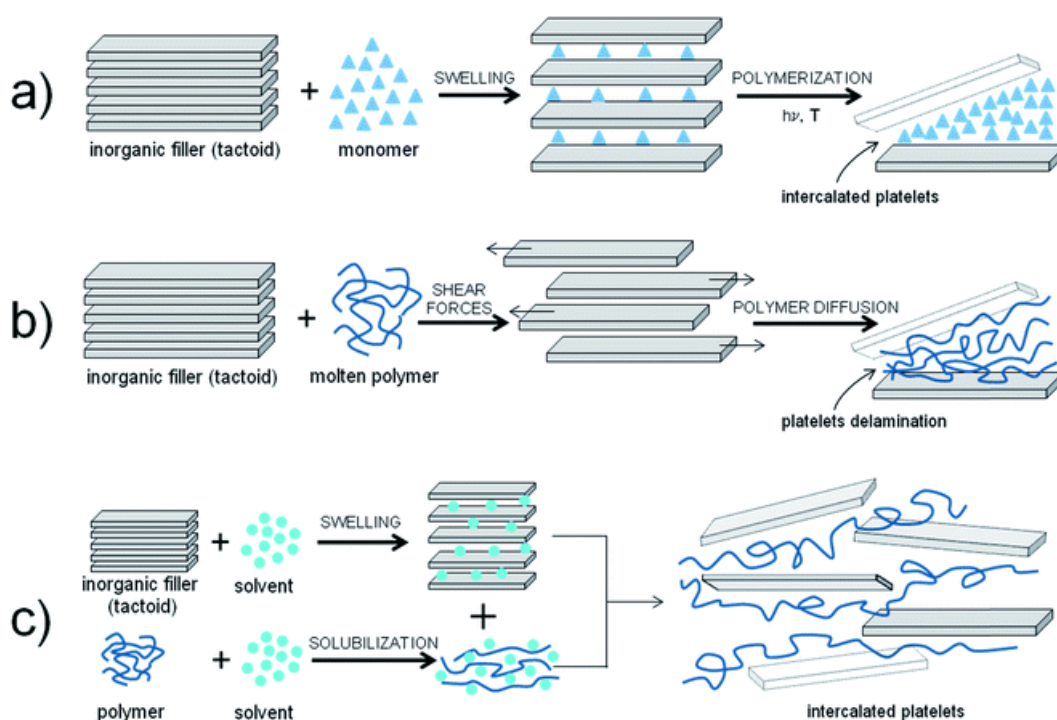 a)
inorganic filler (tactoid)
+
monomer
SWELLING
POLYMERIZATION
hν, T
intercalated platelets
b)
inorganic filler (tactoid)
+
molten polymer
SHEAR
FORCES
POLYMER DIFFUSION
platelets delamination
c)
inorganic filler
(tactoid)
+
solvent
SWELLING
+
polymer
+
solvent
SOLUBILIZATION
intercalated platelets